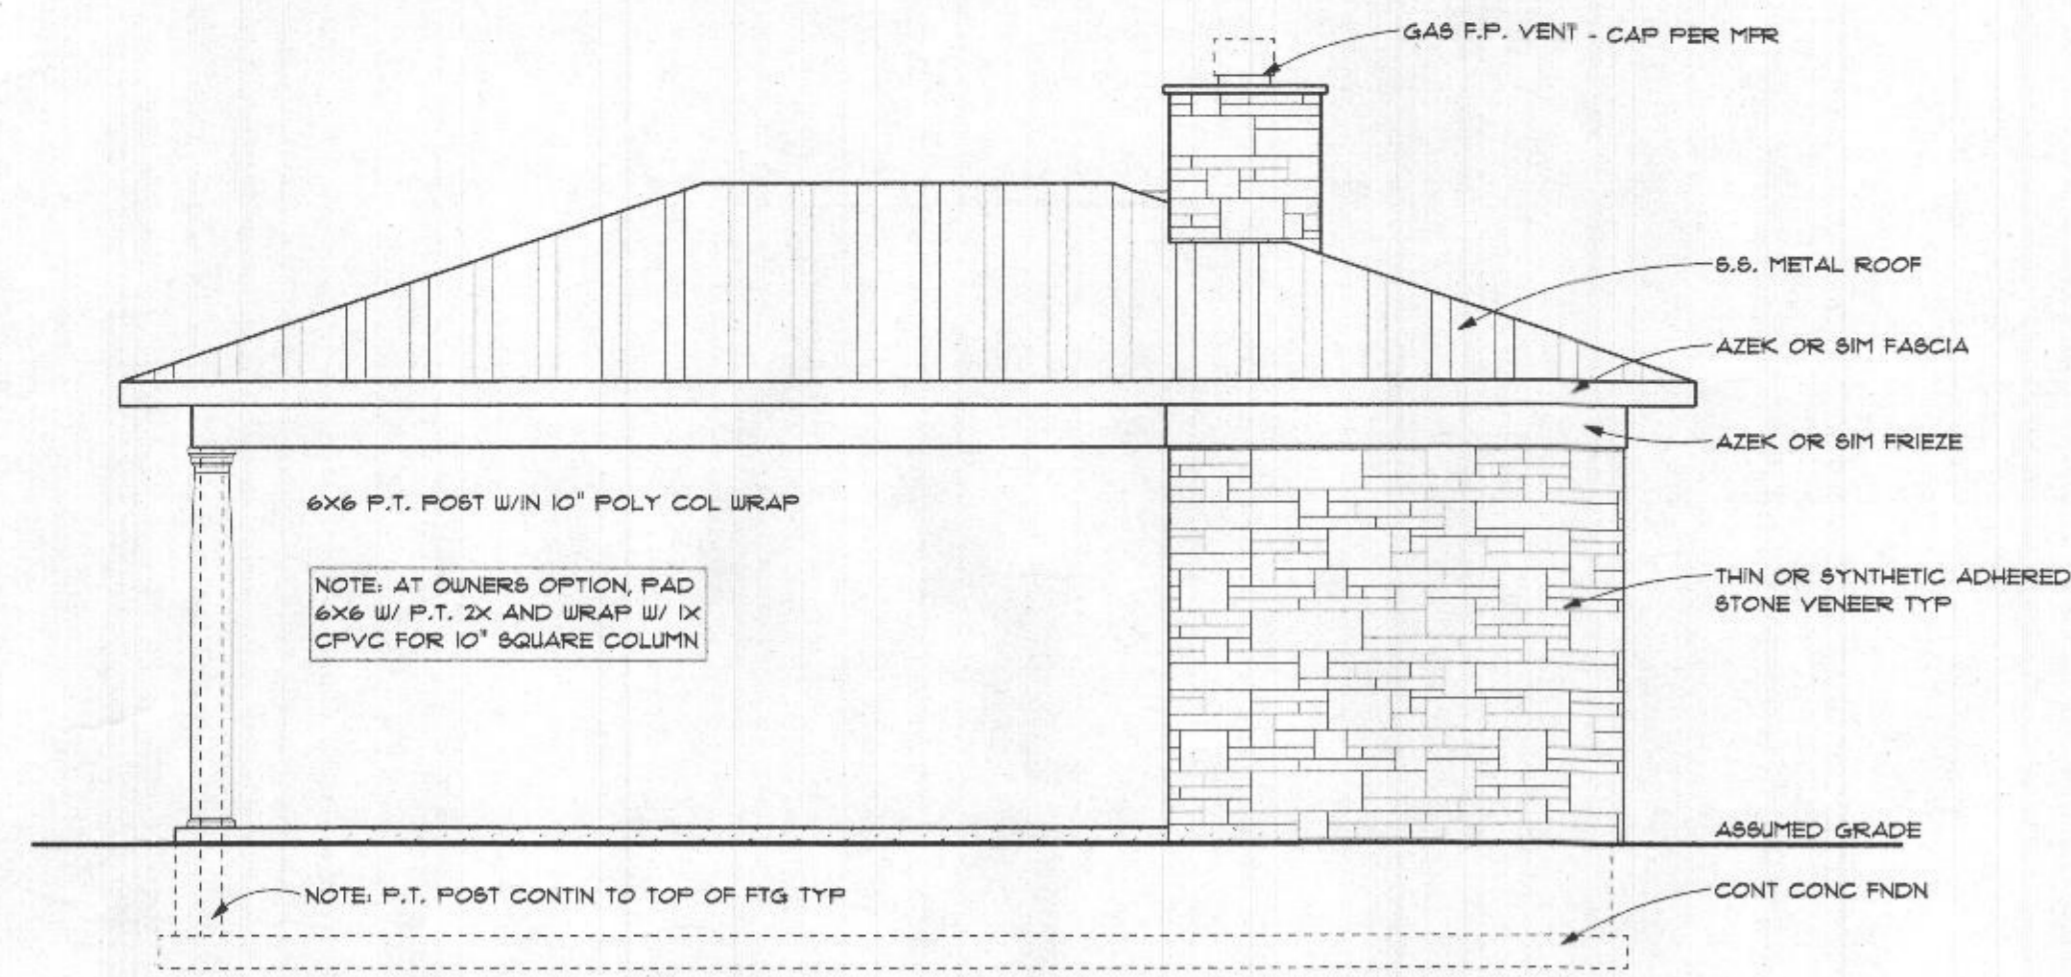 GAS F.P. VENT - CAP PER MFR
S.S. METAL ROOF
AZEK OR SIM FASCIA
AZEK OR SIM FRIEZE
6X6 P.T. POST W/IN 10" POLY COL WRAP
NOTE: AT OWNERS OPTION, PAD
6X6 W/ P.T. 2X AND WRAP W/ 1X
CPVC FOR 10" SQUARE COLUMN
THIN OR SYNTHETIC ADHERED
STONE VENEER TYP
ASSUMED GRADE
NOTE: P.T. POST CONTIN TO TOP OF FTG TYP
CONT CONC FNDN